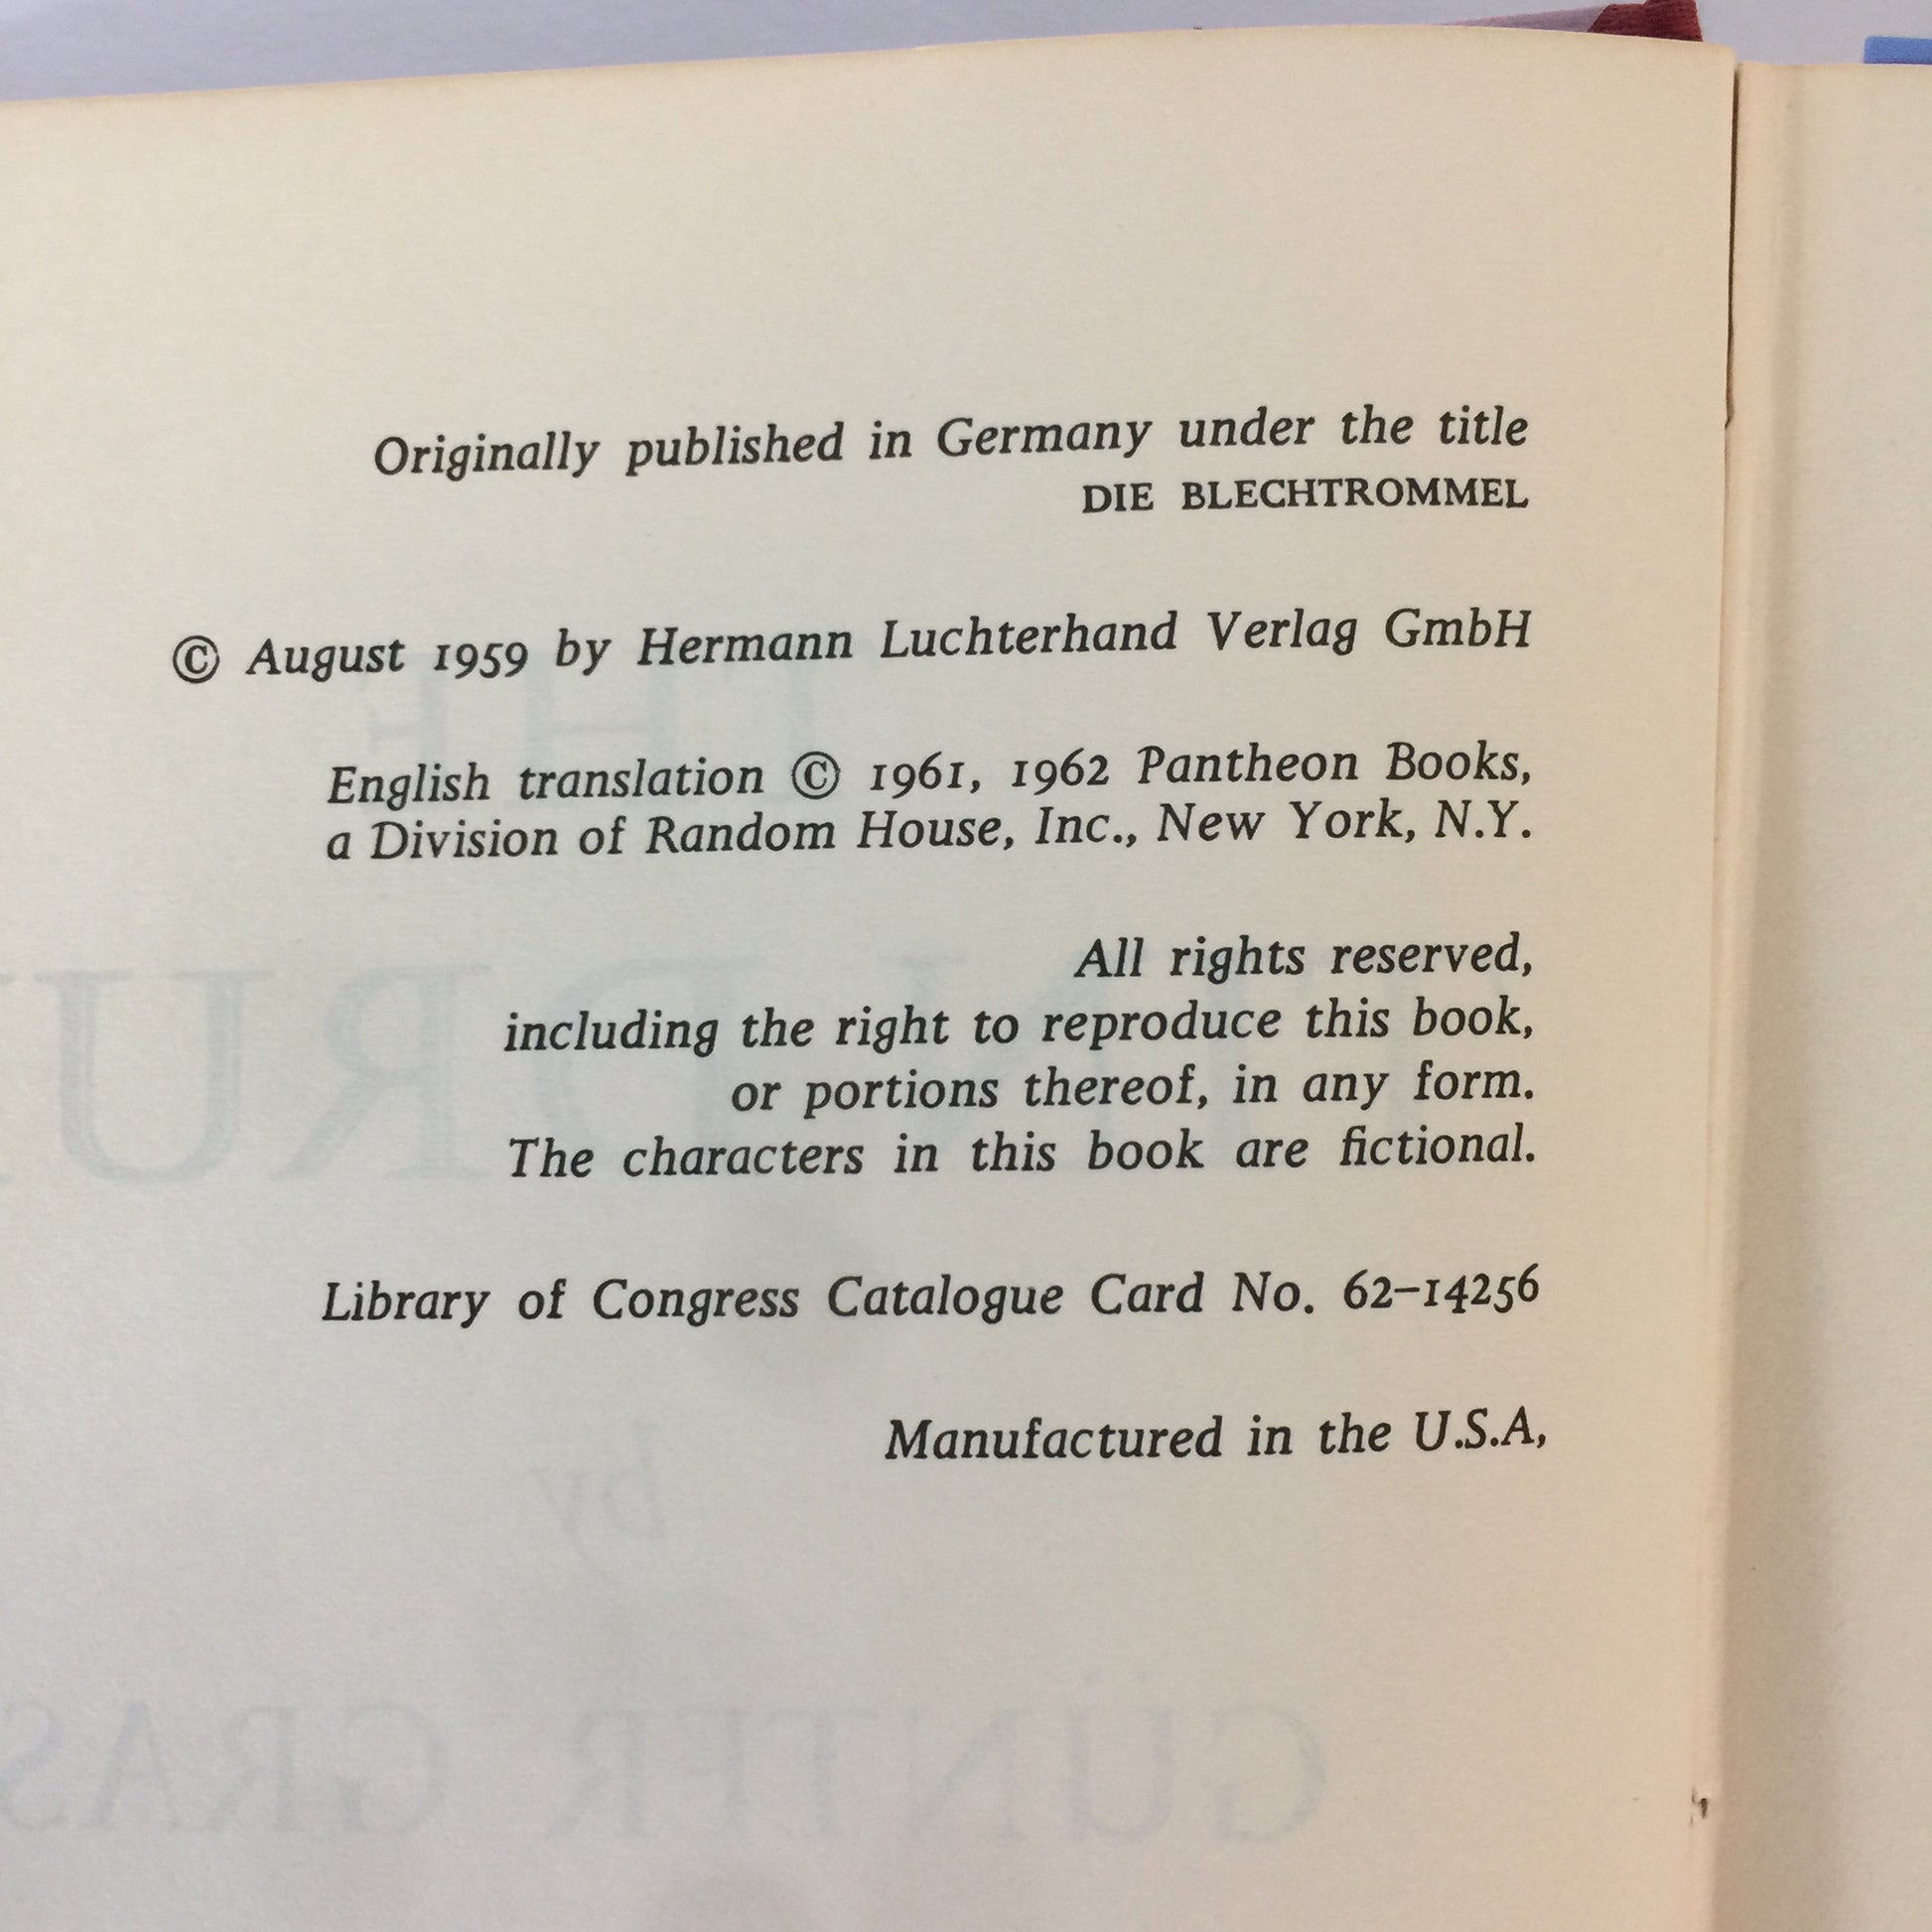 Originally published in Germany under the title
DIE BLECHTROMMEL
© August 1959 by Hermann Luchterhand Verlag GmbH
English translation © 1961, 1962 Pantheon Books,
a Division of Random House, Inc., New York, N.Y.
All rights reserved,
including the right to reproduce this book,
or portions thereof, in any form.
The characters in this book are fictional.
Library of Congress Catalogue Card No. 62–14256
Manufactured in the U.S.A,